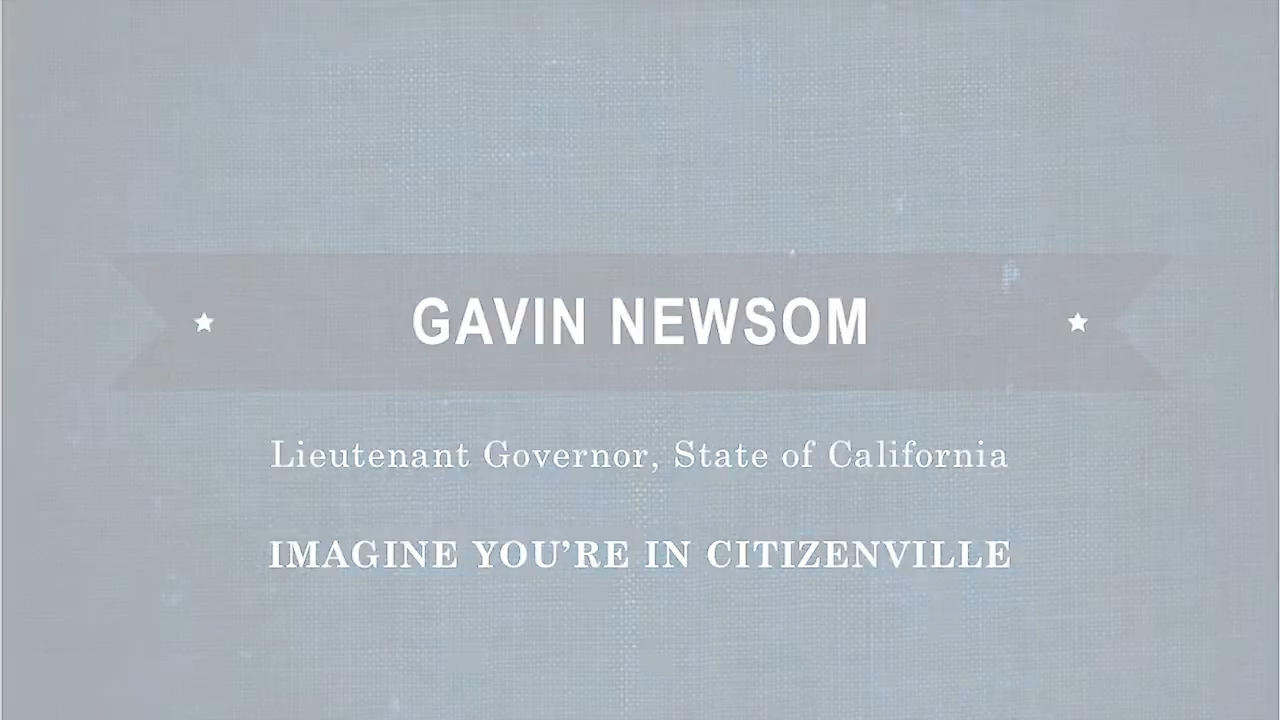 GAVIN NEWSOM
Lieutenant Governor, State of California
IMAGINE YOU’RE IN CITIZENVILLE